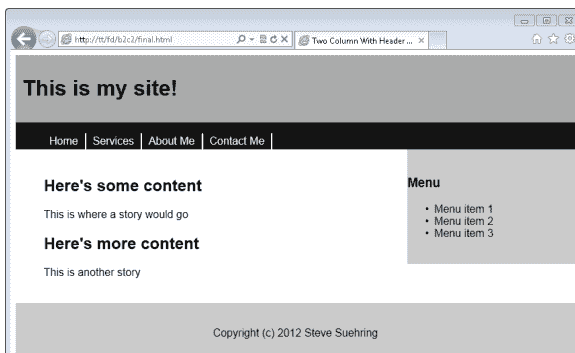 http://tt/fd/b2c2/final.html
Two Column With Header ...
This is my site!
Home Services About Me Contact Me
Here's some content
This is where a story would go
Here's more content
This is another story
Menu
• Menu item 1
• Menu item 2
• Menu item 3
Copyright (c) 2012 Steve Suehring